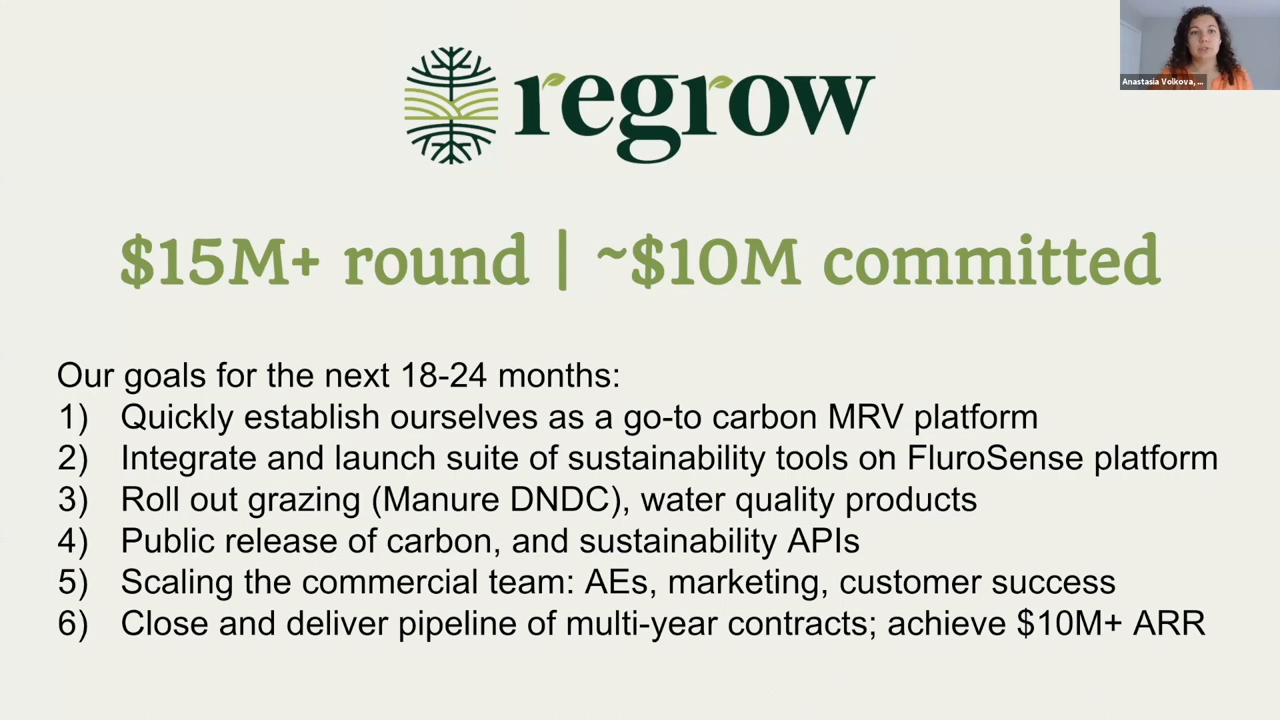 Anastasia Volkova, ...
regrow
$15M+ round | ~$10M committed
Our goals for the next 18-24 months:
1) Quickly establish ourselves as a go-to carbon MRV platform
2) Integrate and launch suite of sustainability tools on FluroSense platform
3) Roll out grazing (Manure DNDC), water quality products
4) Public release of carbon, and sustainability APIs
5) Scaling the commercial team: AEs, marketing, customer success
6) Close and deliver pipeline of multi-year contracts; achieve $10M+ ARR